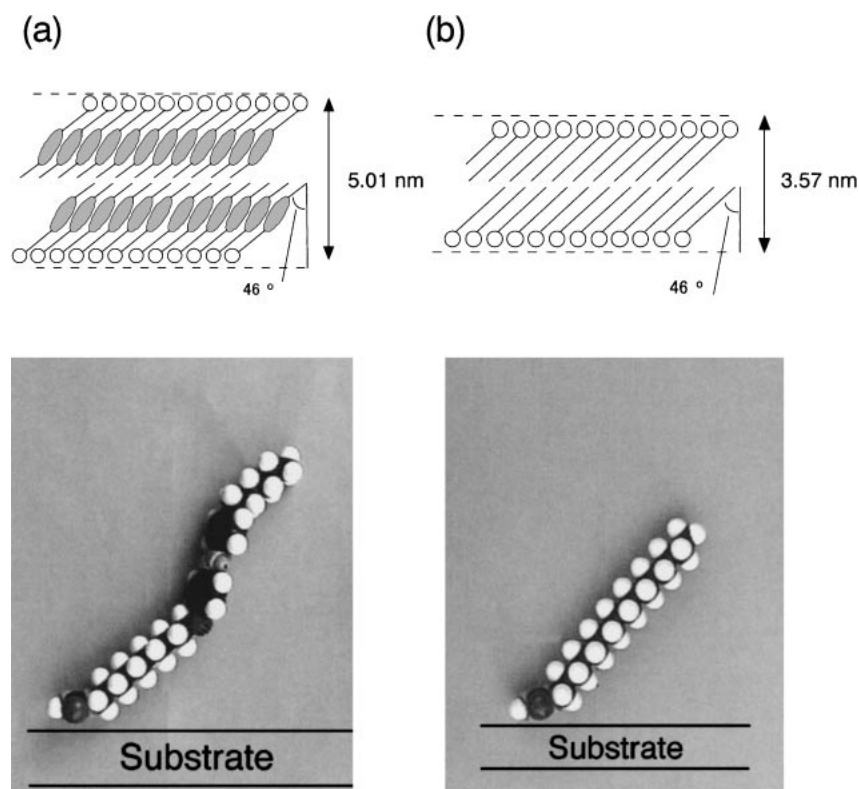 (a)
(b)
5.01 nm
46 º
3.57 nm
46 º
Substrate
Substrate